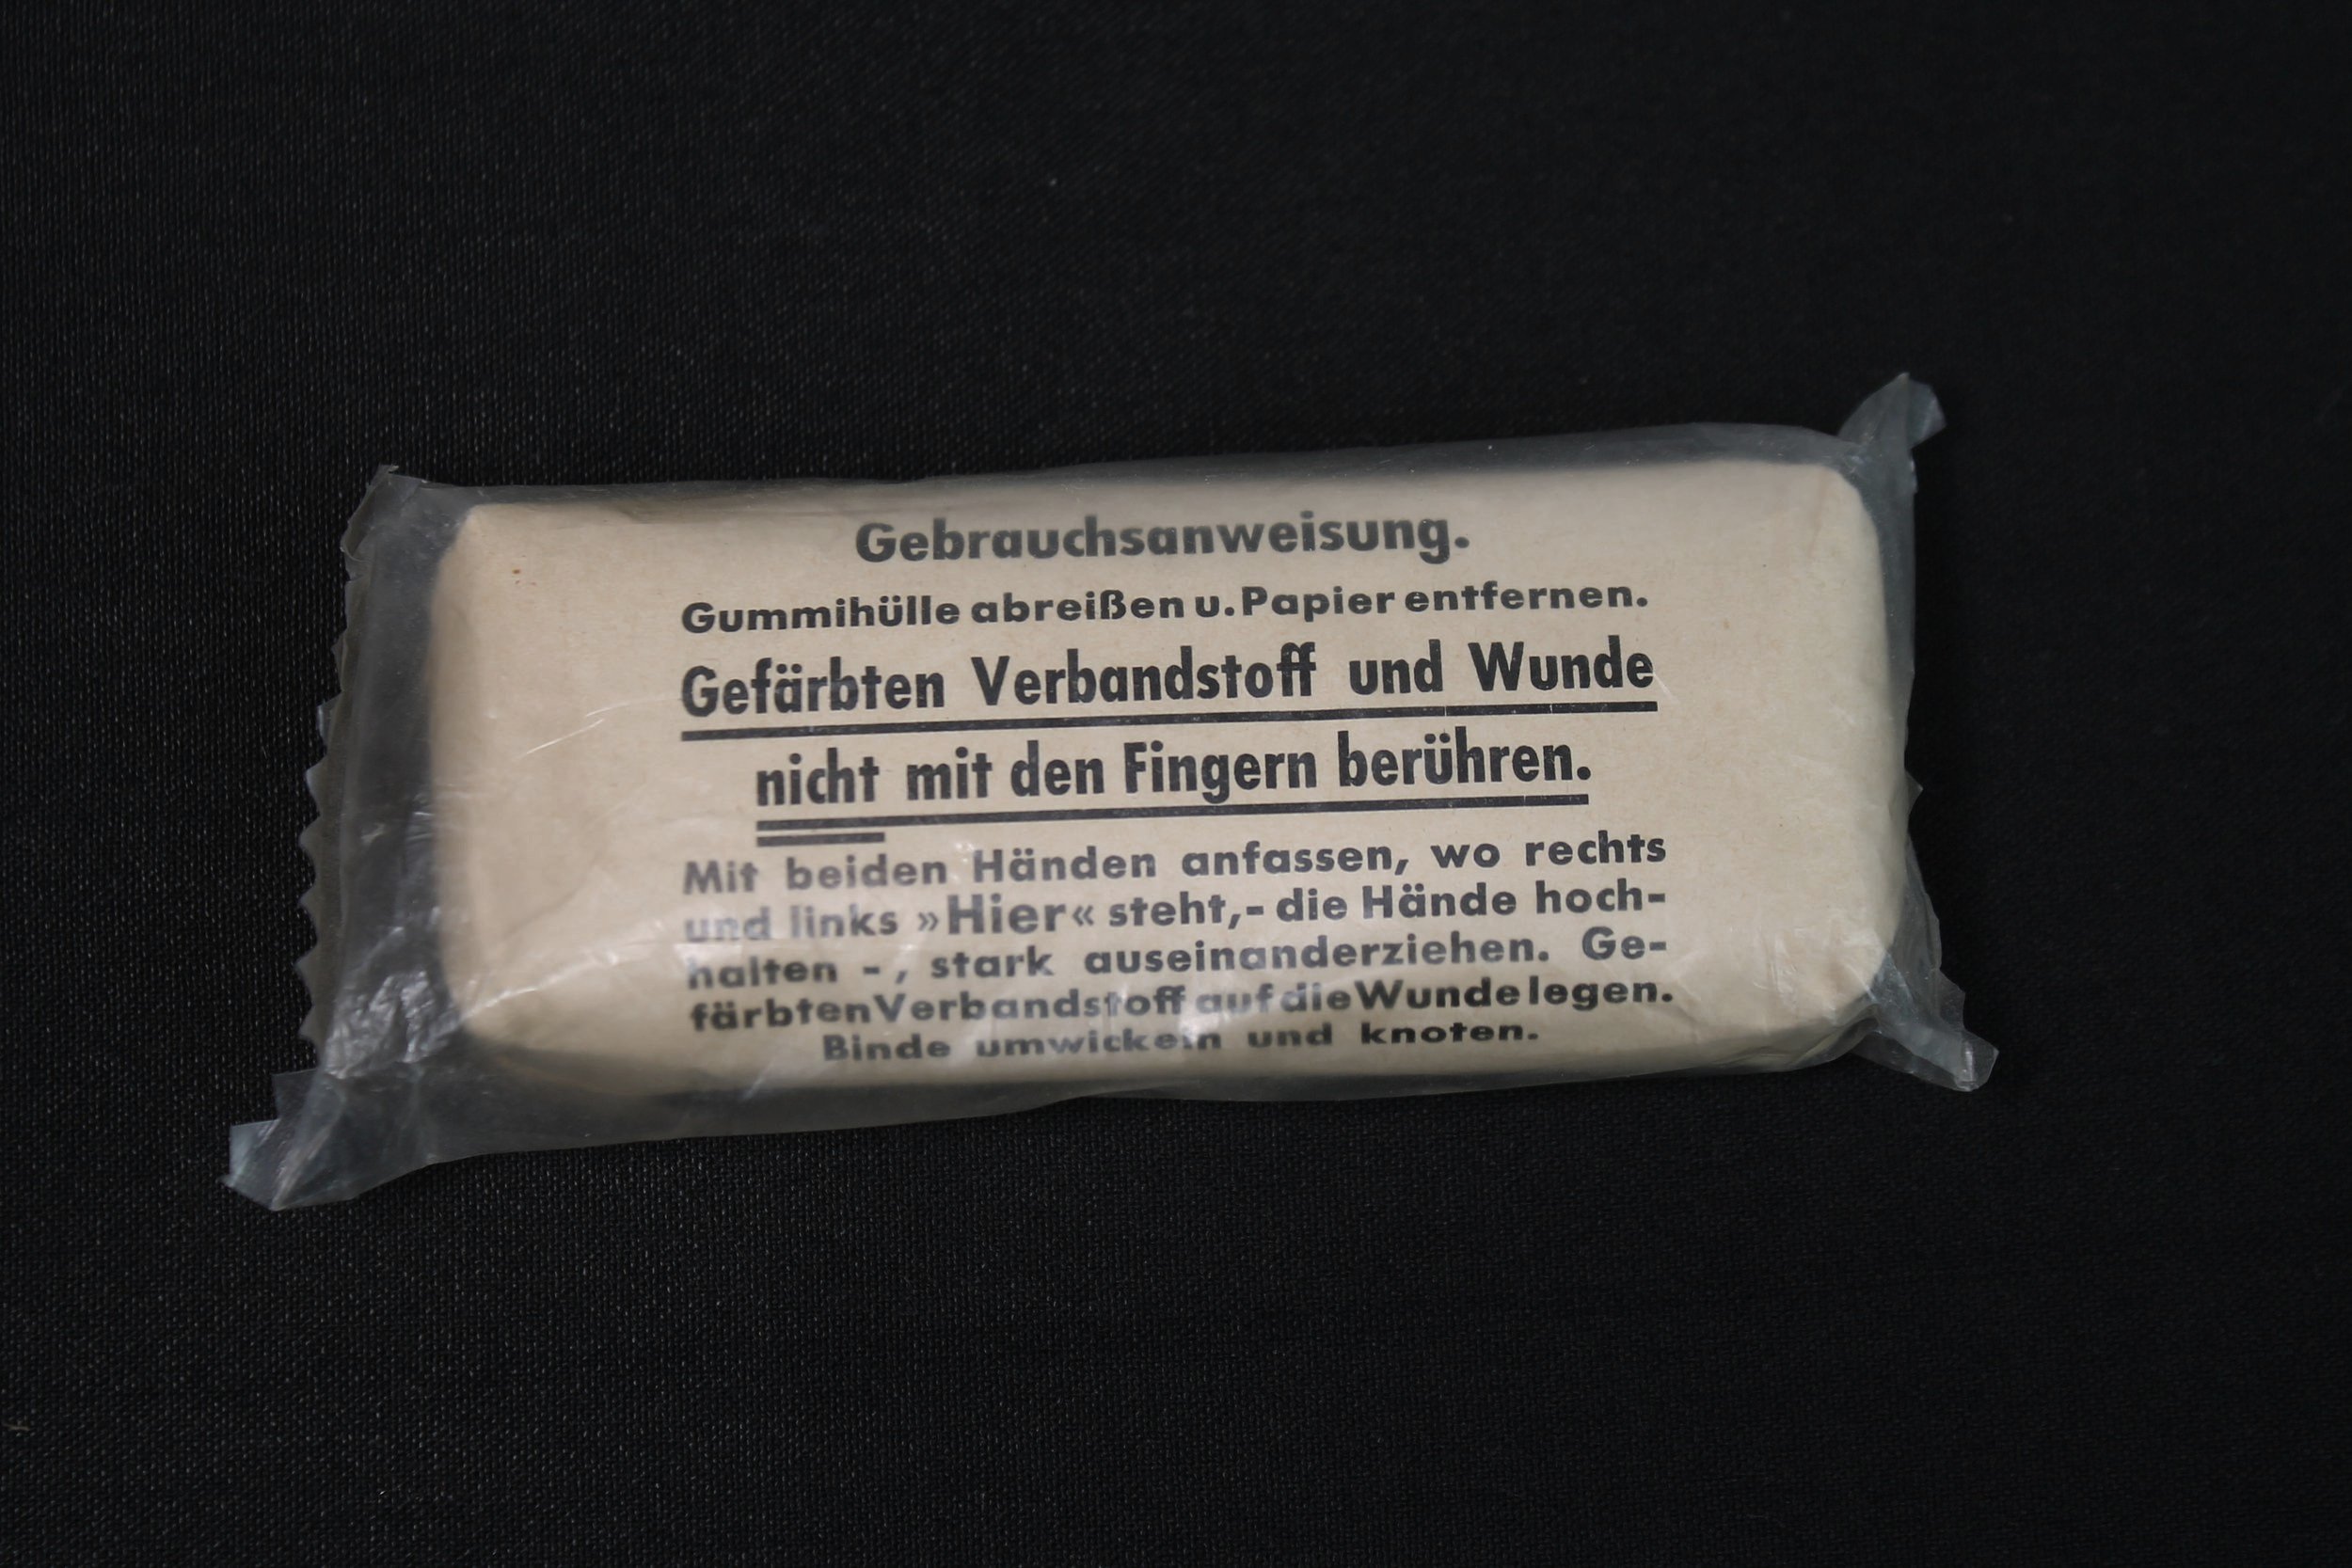 Gebrauchsanweisung.
Gummihülle abreißen u. Papier entfernen.
Gefärbten Verbandstoff und Wunde
nicht mit den Fingern berühren.
Mit beiden Händen anfassen, wo rechts
und links »Hier« steht,- die Hände hoch-
halten - , stark auseinanderziehen. Ge-
färbten Verbandstoff auf die Wunde legen.
Binde umwickeln und knoten.